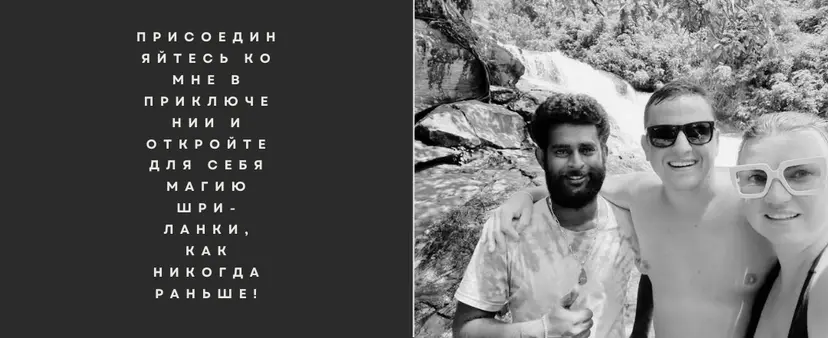 ПРИСОЕДИН
ЯЙТЕСЬ КО
МНЕ В
ПРИКЛЮЧЕ
НИИ И
ОТКРОЙТЕ
ДЛЯ СЕБЯ
МАГИЮ
ШРИ-
ЛАНКИ,
КАК
НИКОГДА
РАНЬШЕ!